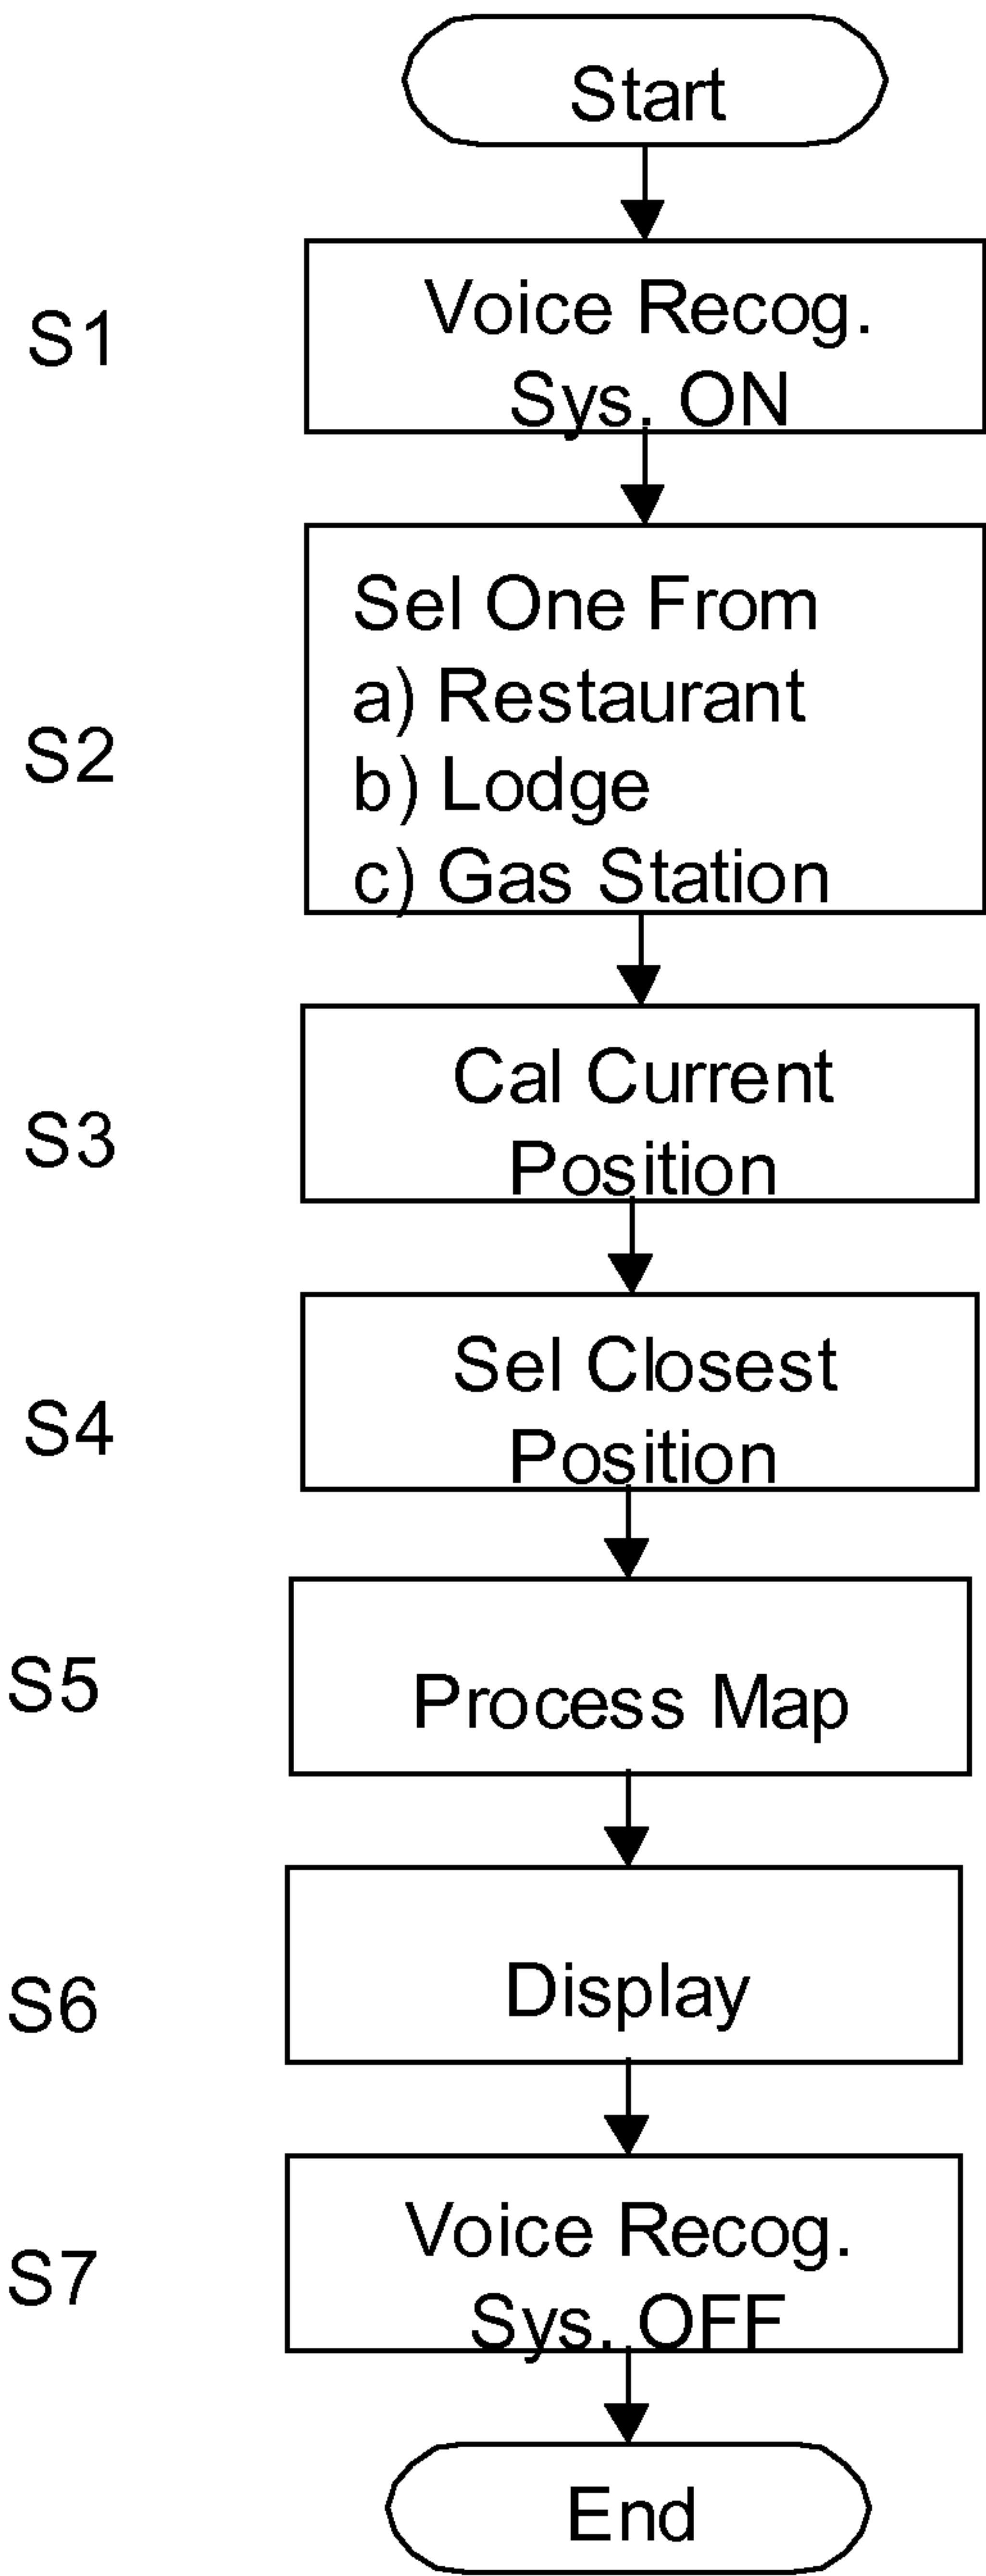 Start
S1
Voice Recog.
Sys. ON
S2
Sel One From
a) Restaurant
b) Lodge
c) Gas Station
S3
Cal Current
Position
S4
Sel Closest
Position
S5
Process Map
S6
Display
S7
Voice Recog.
Sys. OFF
End